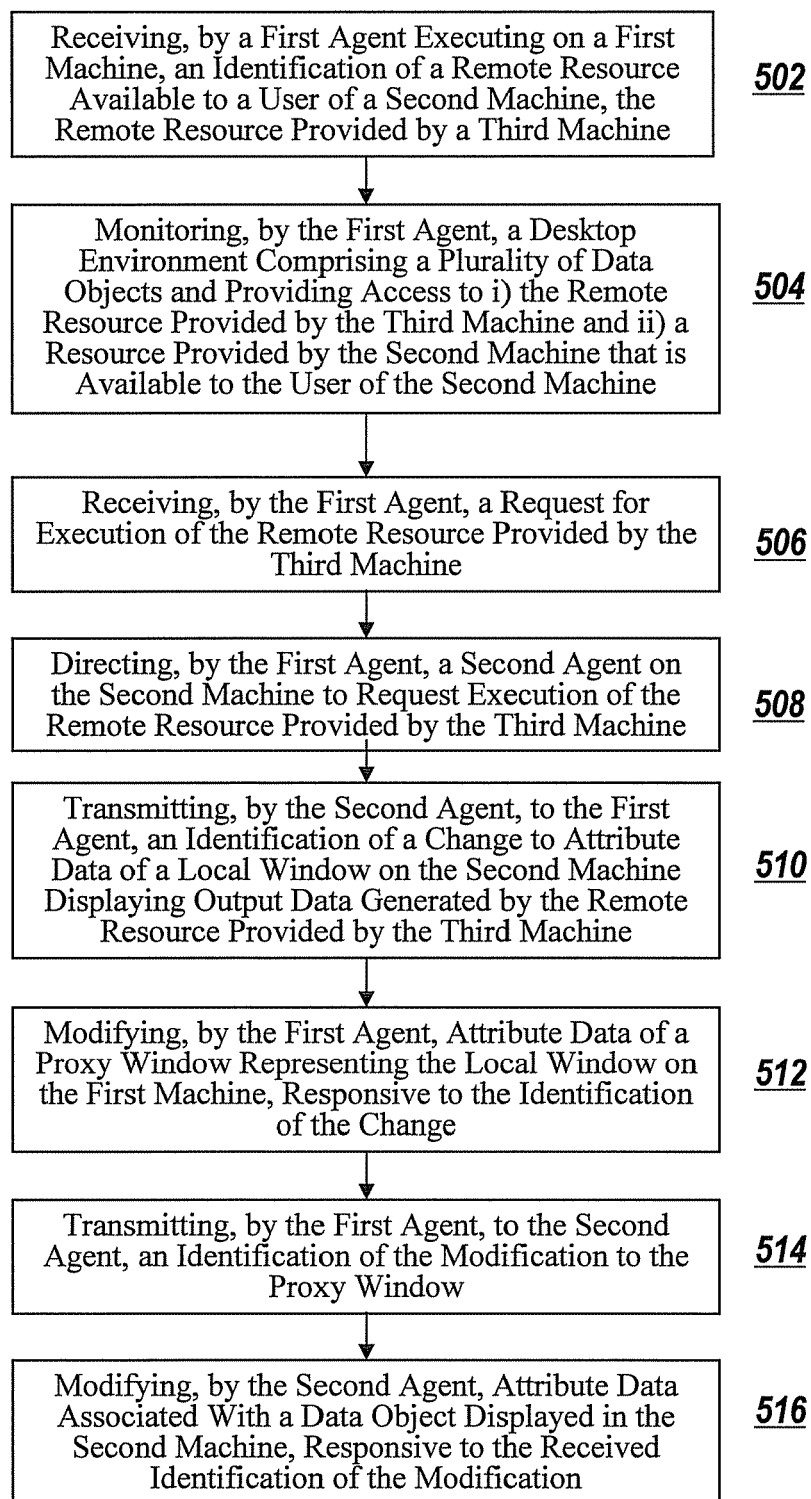 Receiving, by a First Agent Executing on a First
Machine, an Identification of a Remote Resource
Available to a User of a Second Machine, the
Remote Resource Provided by a Third Machine
502
Monitoring, by the First Agent, a Desktop
Environment Comprising a Plurality of Data
Objects and Providing Access to i) the Remote
Resource Provided by the Third Machine and ii) a
Resource Provided by the Second Machine that is
Available to the User of the Second Machine
504
Receiving, by the First Agent, a Request for
Execution of the Remote Resource Provided by the
Third Machine
506
Directing, by the First Agent, a Second Agent on
the Second Machine to Request Execution of the
Remote Resource Provided by the Third Machine
508
Transmitting, by the Second Agent, to the First
Agent, an Identification of a Change to Attribute
Data of a Local Window on the Second Machine
Displaying Output Data Generated by the Remote
Resource Provided by the Third Machine
510
Modifying, by the First Agent, Attribute Data of a
Proxy Window Representing the Local Window on
the First Machine, Responsive to the Identification
of the Change
512
Transmitting, by the First Agent, to the Second
Agent, an Identification of the Modification to the
Proxy Window
514
Modifying, by the Second Agent, Attribute Data
Associated With a Data Object Displayed in the
Second Machine, Responsive to the Received
Identification of the Modification
516